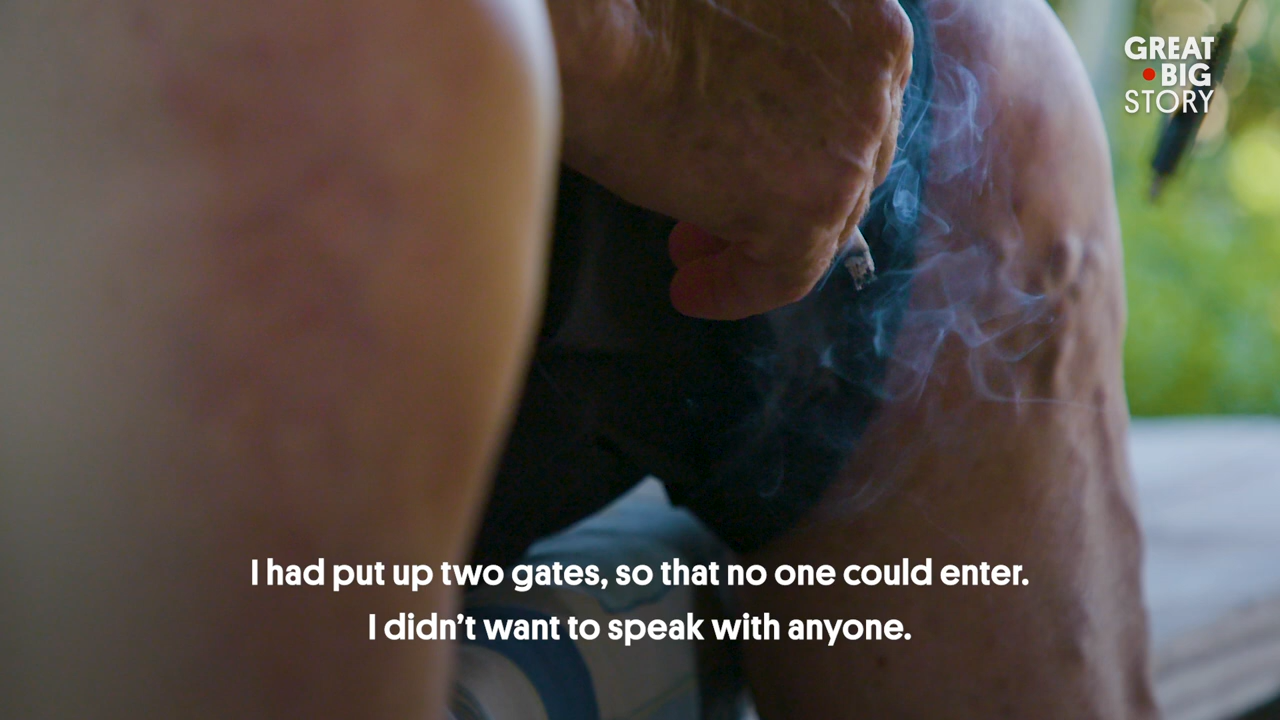 GREAT
BIG
STORY
I had put up two gates, so that no one could enter.
I didn't want to speak with anyone.